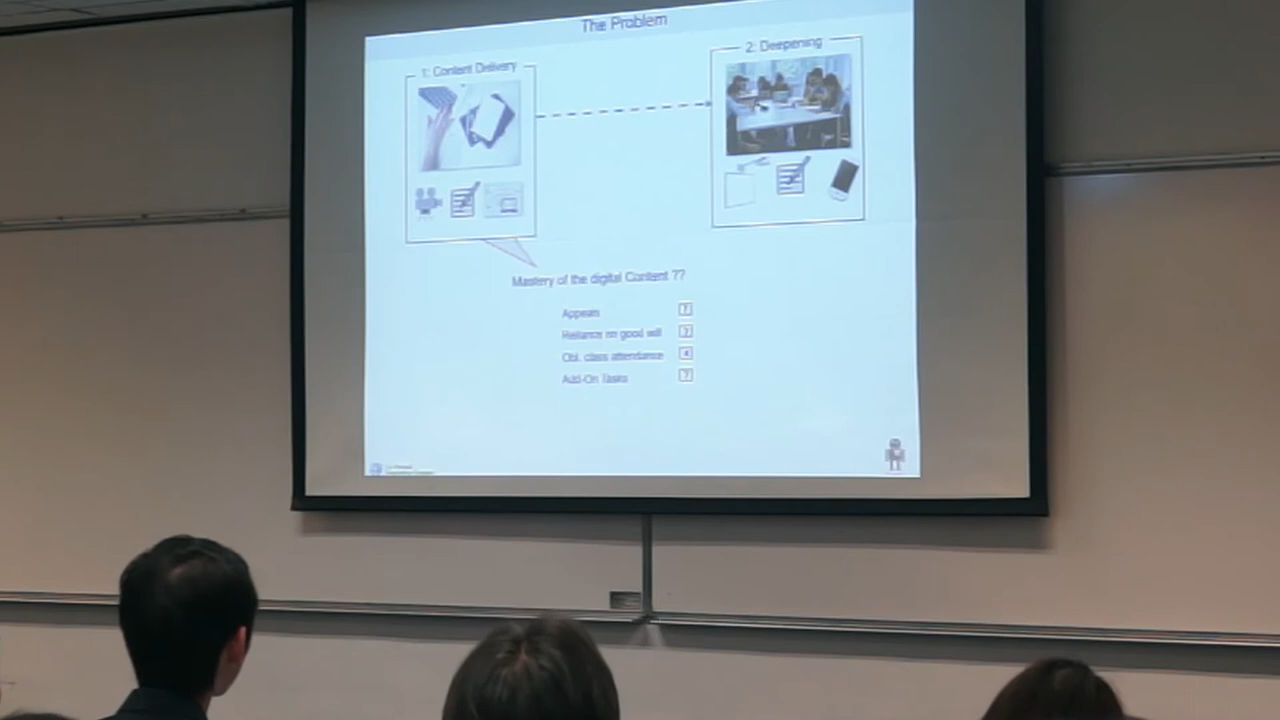 The Problem
1: Content Delivery
2: Deepening
Mastery of the digital Content ??
Appeals
Reliance on good will
Obl. class attendance
Add-On Tasks